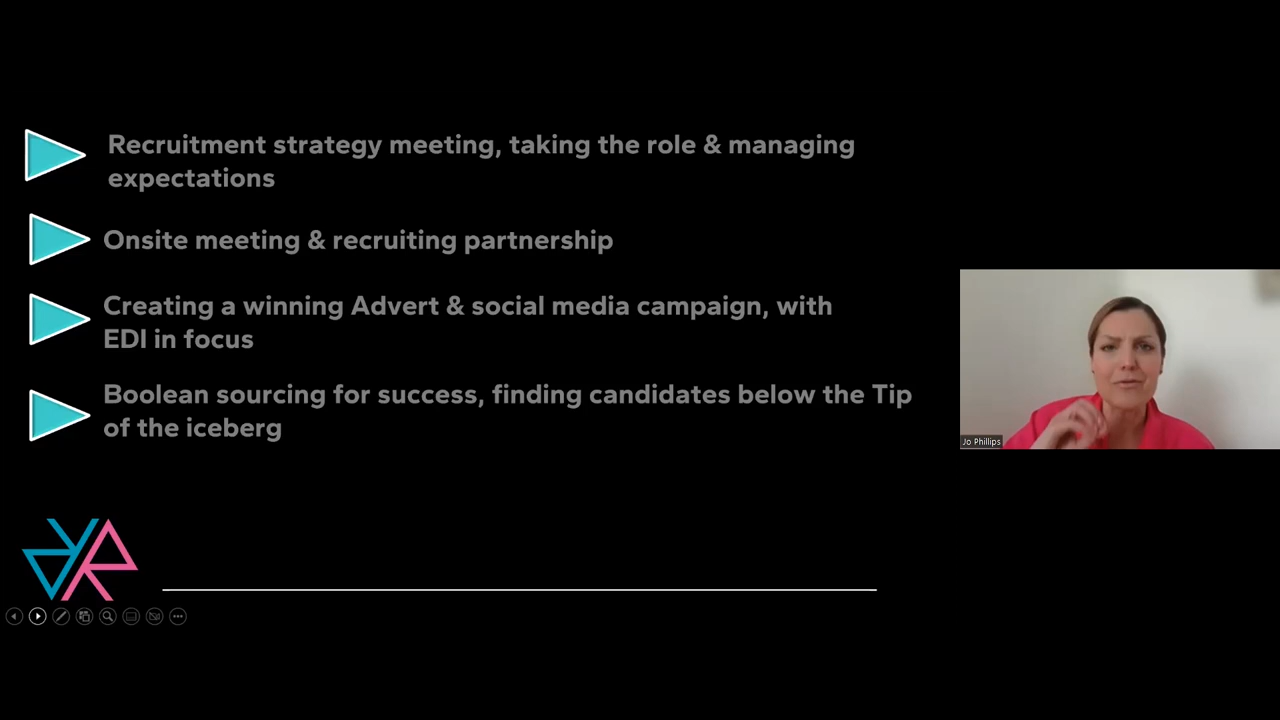 Recruitment strategy meeting, taking the role & managing
expectations
Onsite meeting & recruiting partnership
Creating a winning Advert & social media campaign, with
EDI in focus
Boolean sourcing for success, finding candidates below the Tip
of the iceberg
Jo Phillips